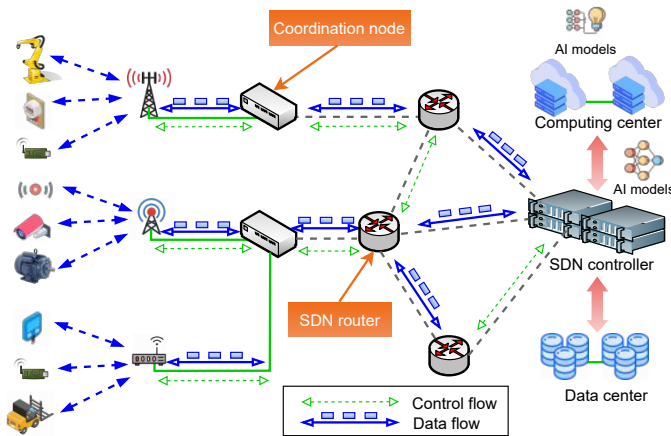 Coordination node
AI models
Computing center
AI models
SDN controller
SDN router
Data center
Control flow
Data flow